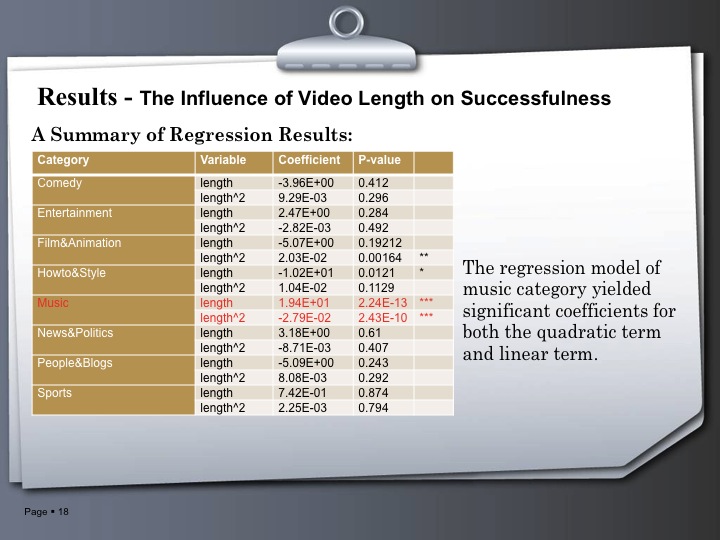 Results - The Influence of Video Length on Successfulness
A Summary of Regression Results:
Category Variable Coefficient P-value
Comedy length -3.96E+00 0.412
length^2 9.29E-03 0.296
Entertainment length 2.47E+00 0.284
length^2 -2.82E-03 0.492
Film&Animation length -5.07E+00 0.19212
length^2 2.03E-02 0.00164 **
Howto&Style length -1.02E+01 0.0121 *
length^2 1.04E-02 0.1129
Music length 1.94E+01 2.24E-13 ***
length^2 -2.79E-02 2.43E-10 ***
News&Politics length 3.18E+00 0.61
length^2 -8.71E-03 0.407
People&Blogs length -5.09E+00 0.243
length^2 8.08E-03 0.292
Sports length 7.42E-01 0.874
length^2 2.25E-03 0.794
The regression model of
music category yielded
significant coefficients for
both the quadratic term
and linear term.
Page ▪ 18